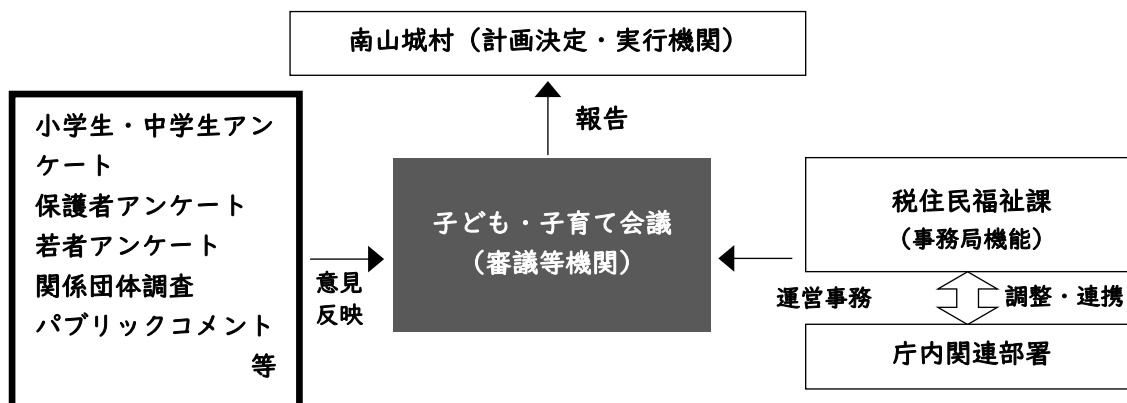 南山城村（計画決定・実行機関）
報告
小学生・中学生アン
ケート
保護者アンケート
若者アンケート
関係団体調査
パブリックコメント
等
意見
反映
子ども・子育て会議
（審議等機関）
税住民福祉課
（事務局機能）
運営事務
調整・連携
庁内関連部署